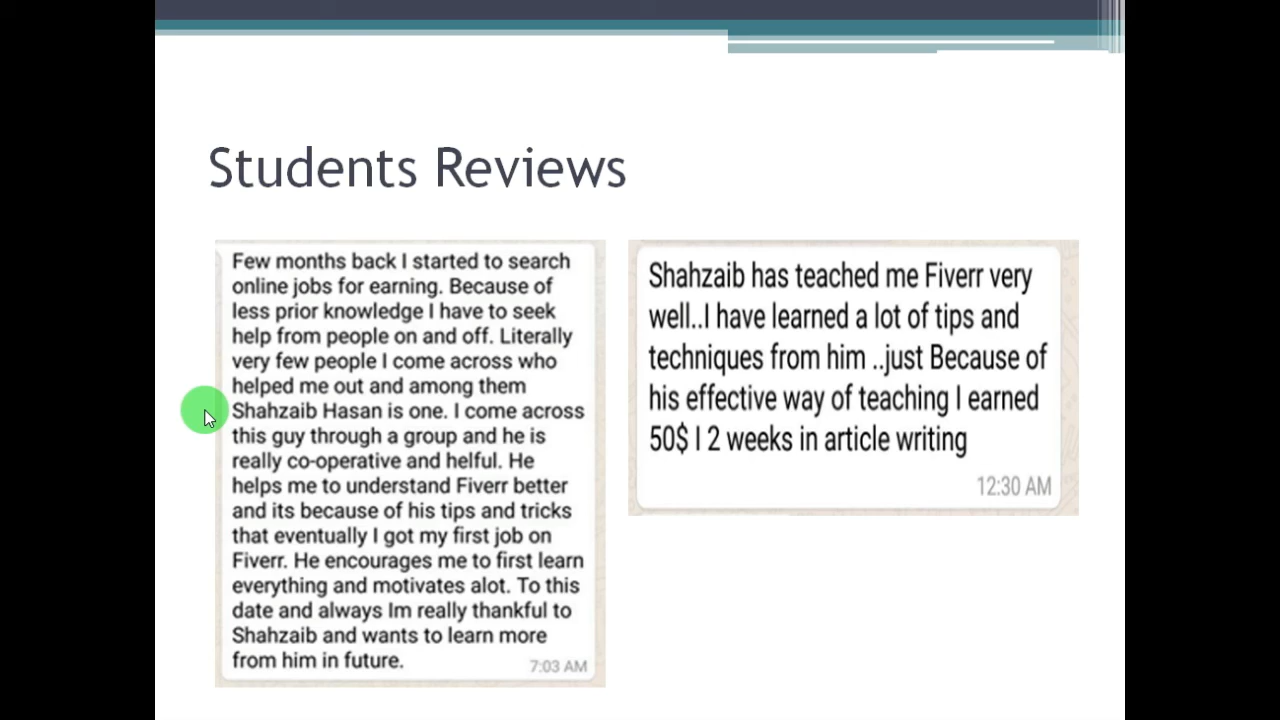 Students Reviews
Few months back I started to search
online jobs for earning. Because of
less prior knowledge I have to seek
help from people on and off. Literally
very few people I come across who
helped me out and among them
Shahzaib Hasan is one. I come across
this guy through a group and he is
really co-operative and helful. He
helps me to understand Fiverr better
and its because of his tips and tricks
that eventually I got my first job on
Fiverr. He encourages me to first learn
everything and motivates alot. To this
date and always Im really thankful to
Shahzaib and wants to learn more
from him in future.
7:03 AM
Shahzaib has taught me Fiverr very
well..I have learned a lot of tips and
techniques from him ..just Because of
his effective way of teaching I earned
50$ I 2 weeks in article writing
12:30 AM